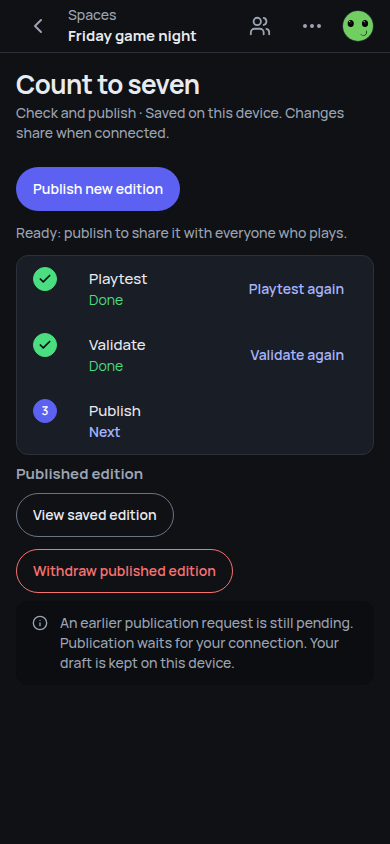 Spaces
Friday game night
Count to seven
Check and publish · Saved on this device. Changes
share when connected.
Publish new edition
Ready: publish to share it with everyone who plays.
Playtest
Done
Playtest again
Validate
Done
Validate again
3
Publish
Next
Published edition
View saved edition
Withdraw published edition
An earlier publication request is still pending.
Publication waits for your connection. Your
draft is kept on this device.